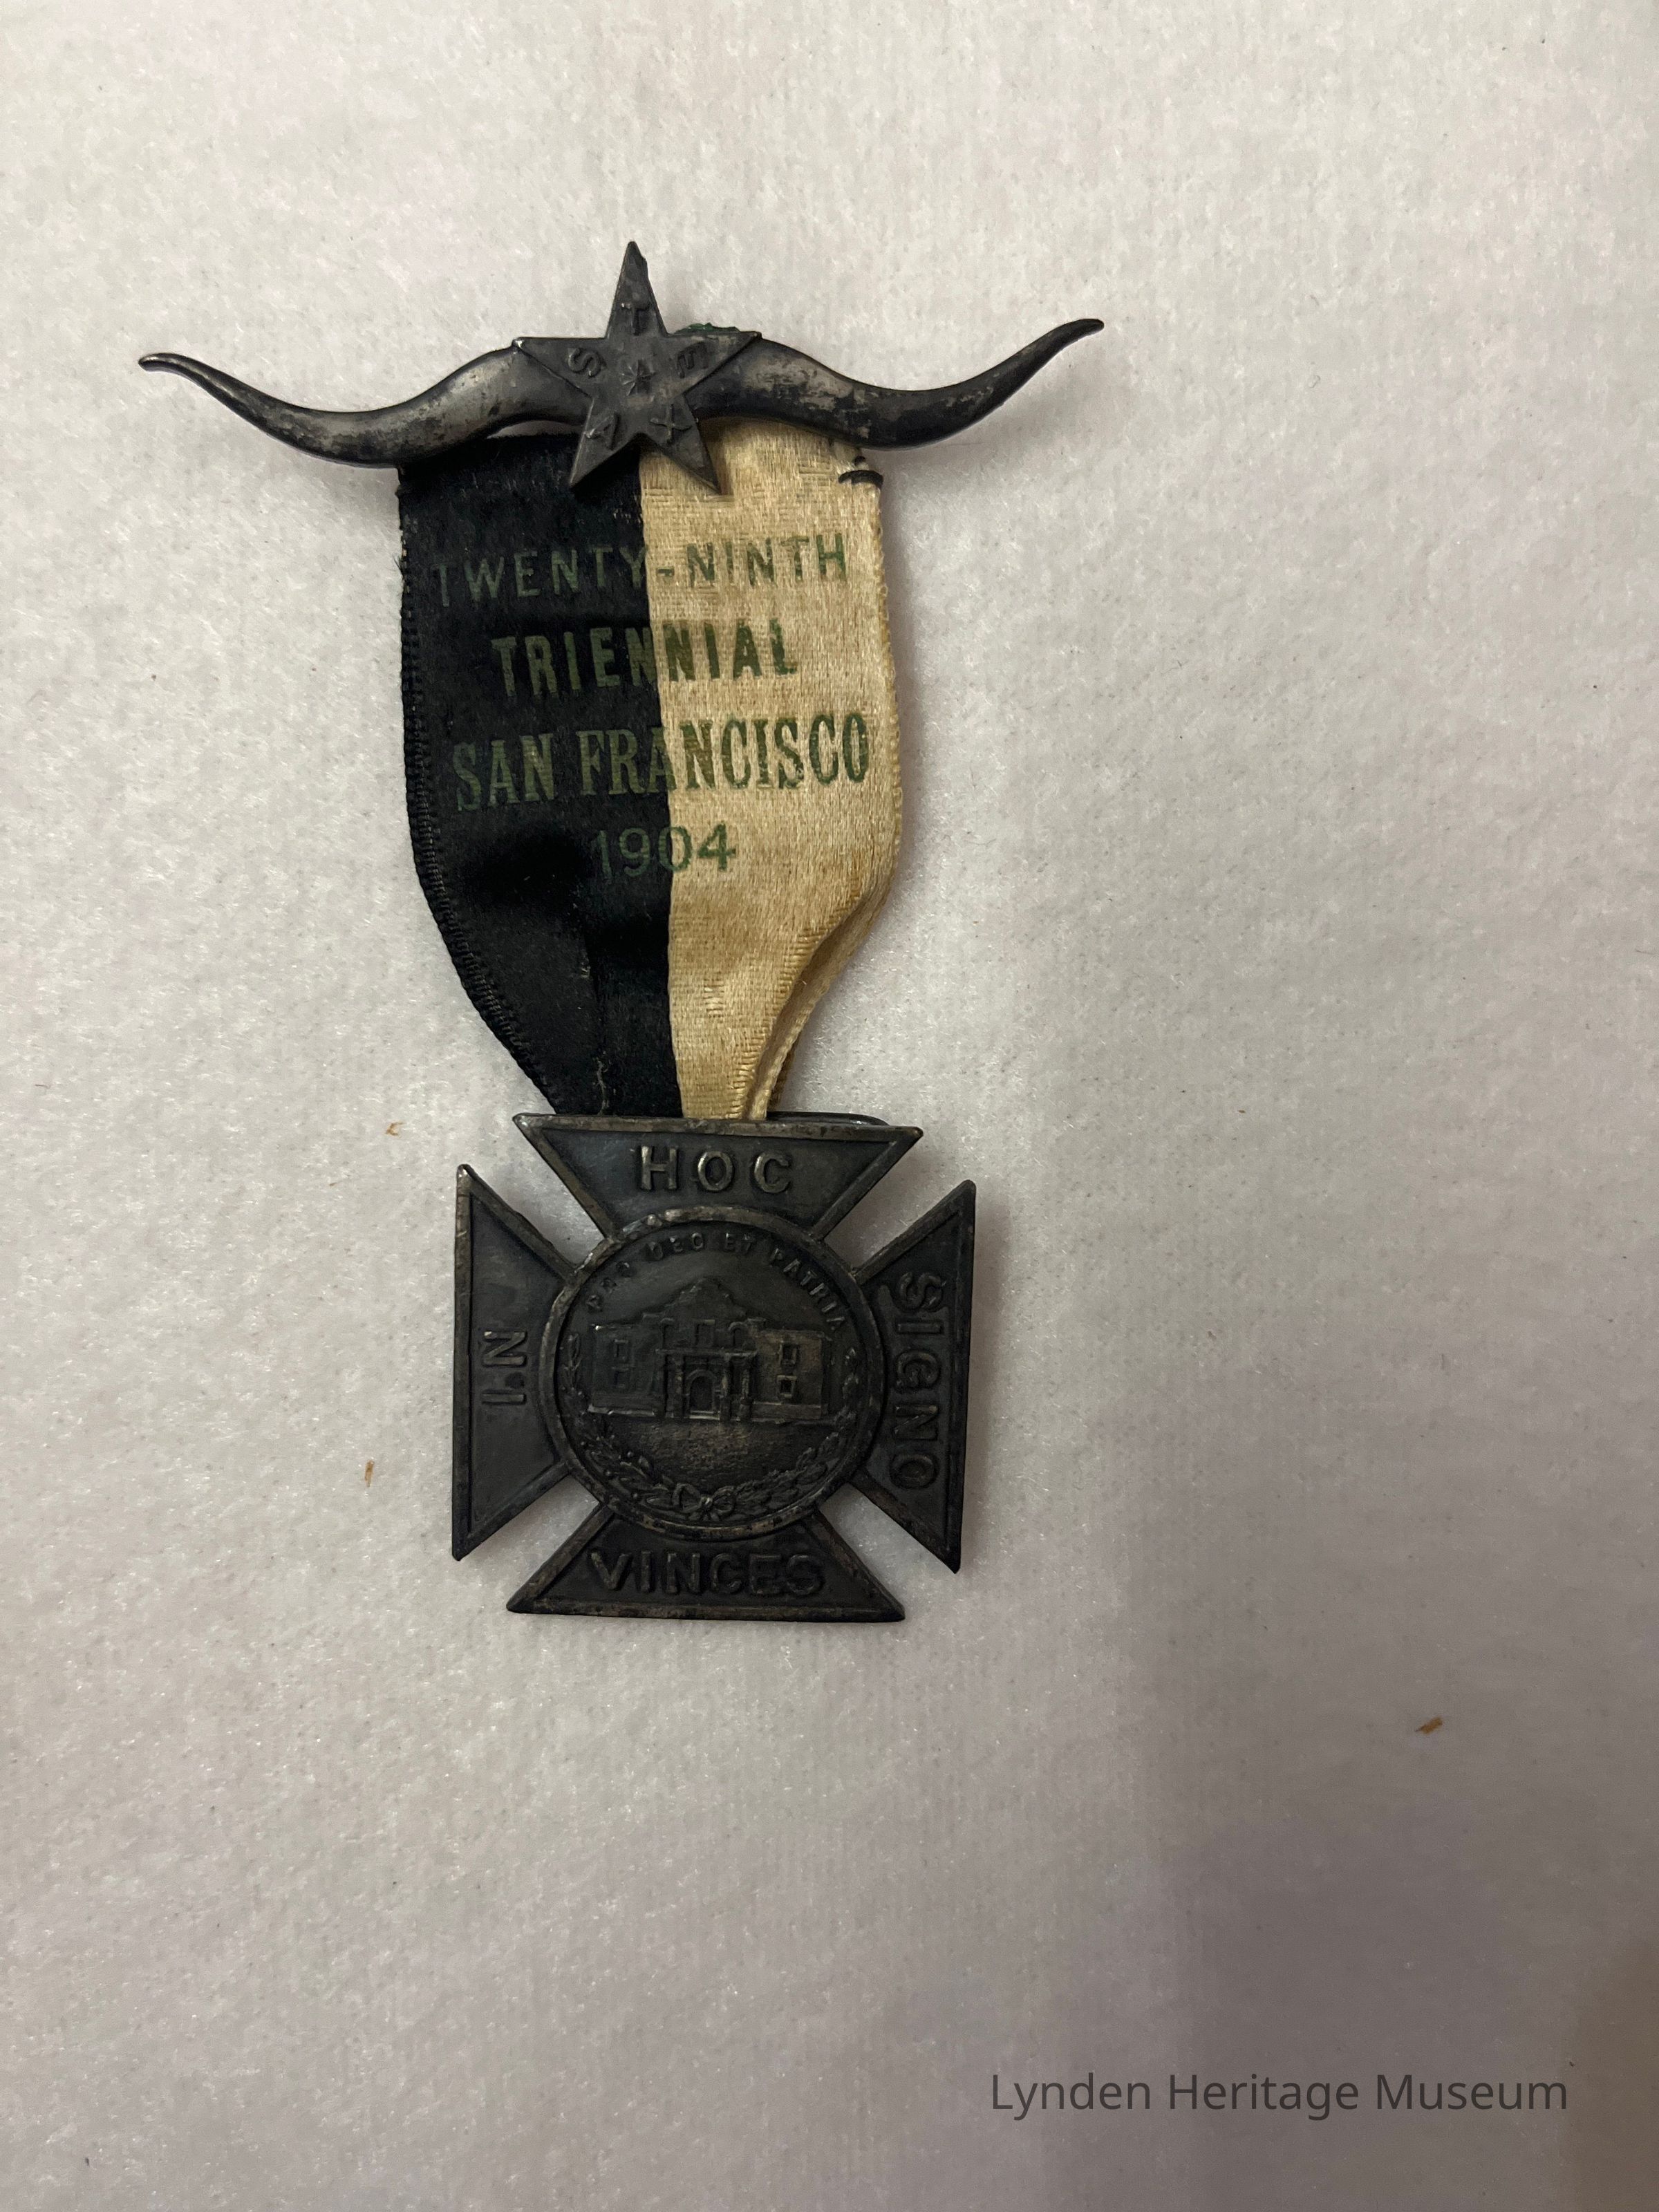 TEXAS
TWENTY-NINTH
TRIENNIAL
SAN FRANCISCO
1904
HOC
PRO DEO ET PATRIA
IN
SIGNO
VINCES
Lynden Heritage Museum